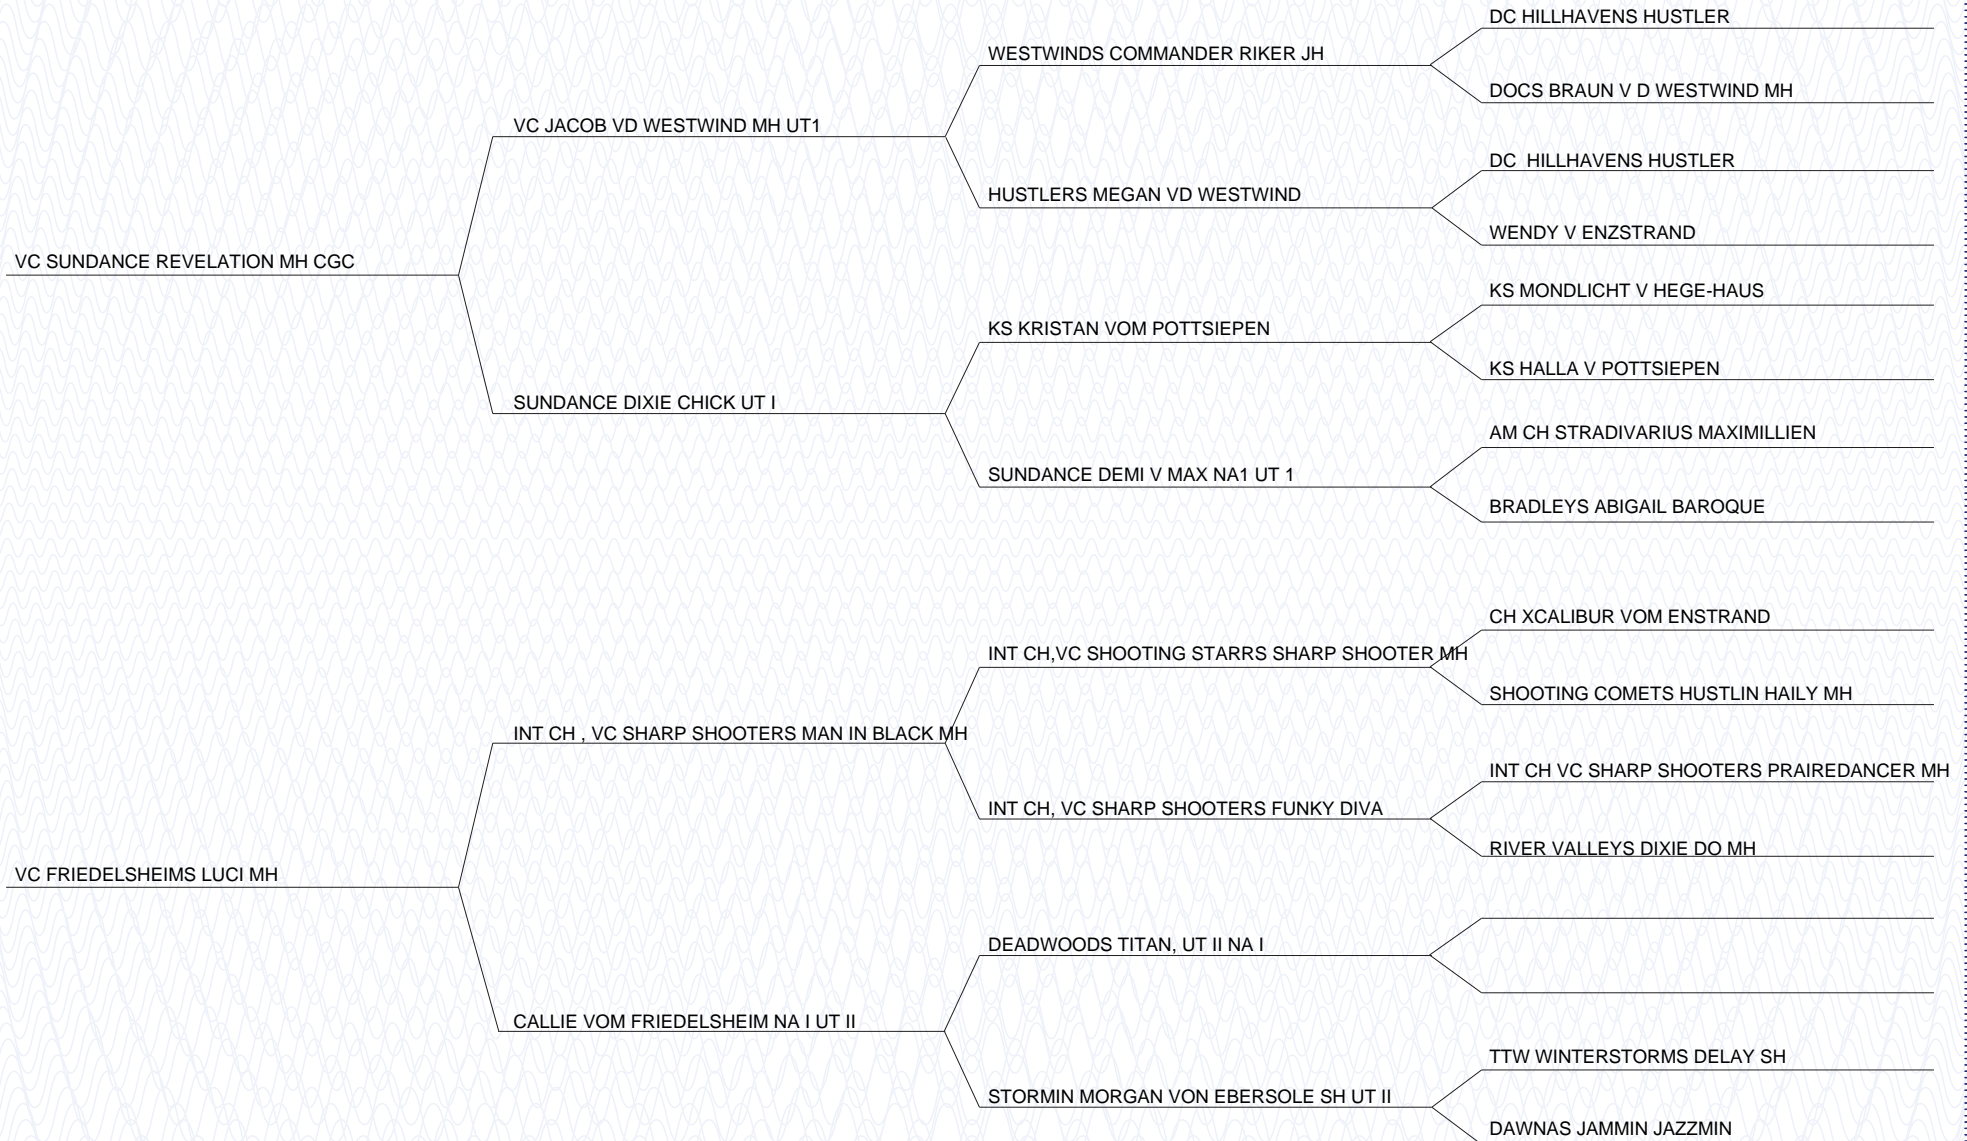 DC HILLHAVENS HUSTLER
WESTWINDS COMMANDER RIKER JH
DOCS BRAUN V D WESTWIND MH
VC JACOB VD WESTWIND MH UT1
DC  HILLHAVENS HUSTLER
HUSTLERS MEGAN VD WESTWIND
WENDY V ENZSTRAND
VC SUNDANCE REVELATION MH CGC
KS MONDLICHT V HEGE-HAUS
KS KRISTAN VOM POTTSIEPEN
KS HALLA V POTTSIEPEN
SUNDANCE DIXIE CHICK UT I
AM CH STRADIVARIUS MAXIMILLIEN
SUNDANCE DEMI V MAX NA1 UT 1
BRADLEYS ABIGAIL BAROQUE
CH XCALIBUR VOM ENSTRAND
INT CH,VC SHOOTING STARRS SHARP SHOOTER MH
SHOOTING COMETS HUSTLIN HAILY MH
INT CH , VC SHARP SHOOTERS MAN IN BLACK MH
INT CH VC SHARP SHOOTERS PRAIREDANCER MH
INT CH, VC SHARP SHOOTERS FUNKY DIVA
RIVER VALLEYS DIXIE DO MH
VC FRIEDELSHEIMS LUCI MH
DEADWOODS TITAN, UT II NA I
CALLIE VOM FRIEDELSHEIM NA I UT II
TTW WINTERSTORMS DELAY SH
STORMIN MORGAN VON EBERSOLE SH UT II
DAWNAS JAMMIN JAZZMIN